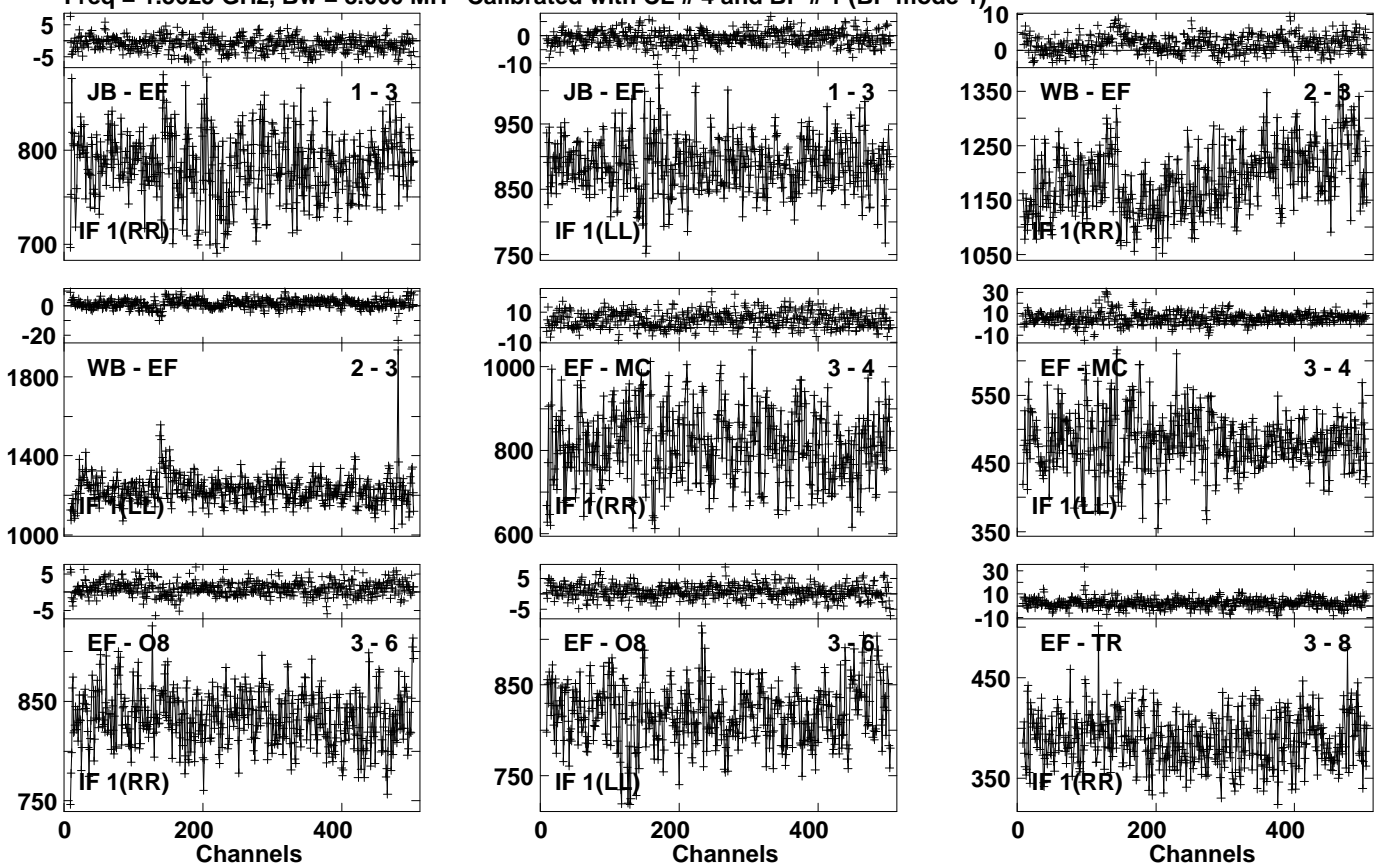 Freq = GHz, Bw = MH Calibrated with CL # 4 and BP # 1 (BP mode 1)
5
-5
JB - EF 1 - 3
800
IF 1(RR)
700
0
-10
JB - EF 1 - 3
950
850
IF 1(LL)
750
10
0
WB - EF 2 - 3
1350
1250
1150
IF 1(RR)
1050
0
-20
WB - EF 2 - 3
1800
1400
IF 1(LL)
1000
10
-10
EF - MC 3 - 4
1000
800
IF 1(RR)
600
30
10
-10
EF - MC 3 - 4
550
450
IF 1(LL)
350
5
-5
EF - O8 3 - 6
850
IF 1(RR)
750
0 200 400
Channels
5
-5
EF - O8 3 - 6
850
IF 1(LL)
750
0 200 400
Channels
30
10
-10
EF - TR 3 - 8
450
350
IF 1(RR)
0 200 400
Channels